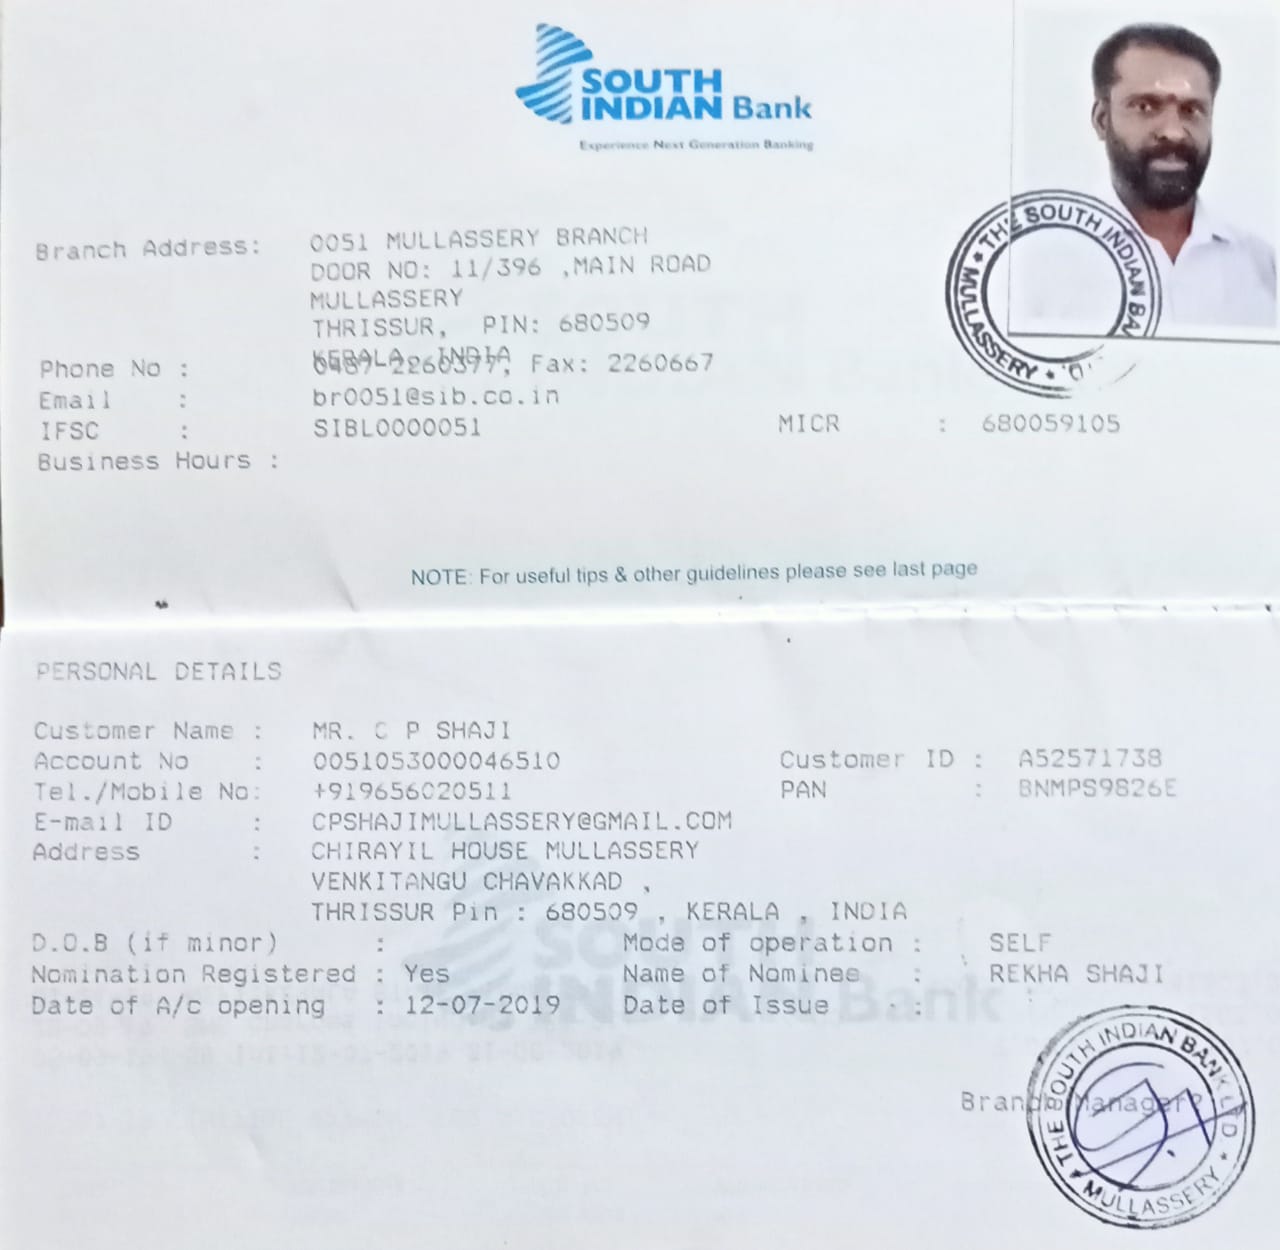 SOUTH
INDIAN Bank
Experience Next Generation Banking
THE SOUTH INDIAN BA
MULLASSERY
Branch Address: 0051 MULLASSERY BRANCH
DOOR NO: 11/396 ,MAIN ROAD
MULLASSERY
THRISSUR, PIN: 680509
KERALA INDIA
Phone No : Fax: 2260667
Email : br0051@sib.co.in
IFSC : SIBL0000051 MICR : 680059105
Business Hours :
NOTE: For useful tips & other guidelines please see last page
PERSONAL DETAILS
Customer Name : MR. C P SHAJI
Account No : 0051053000046510 Customer ID : A52571738
Tel./Mobile No: +919656020511 PAN : BNMPS9826E
E-mail ID : CPSHAJIMULLASSERY@GMAIL.COM
Address : CHIRAYIL HOUSE MULLASSERY
VENKITANGU CHAVAKKAD ,
THRISSUR Pin : 680509 , KERALA , INDIA
D.O.B (if minor) : Mode of operation : SELF
Nomination Registered : Yes Name of Nominee : REKHA SHAJI
Date of A/C opening : 12-07-2019 Date of Issue :
SOUTH
INDIAN Bank
Branch Manager
THE SOUTH INDIAN BANK LTD.
MULLASSERY